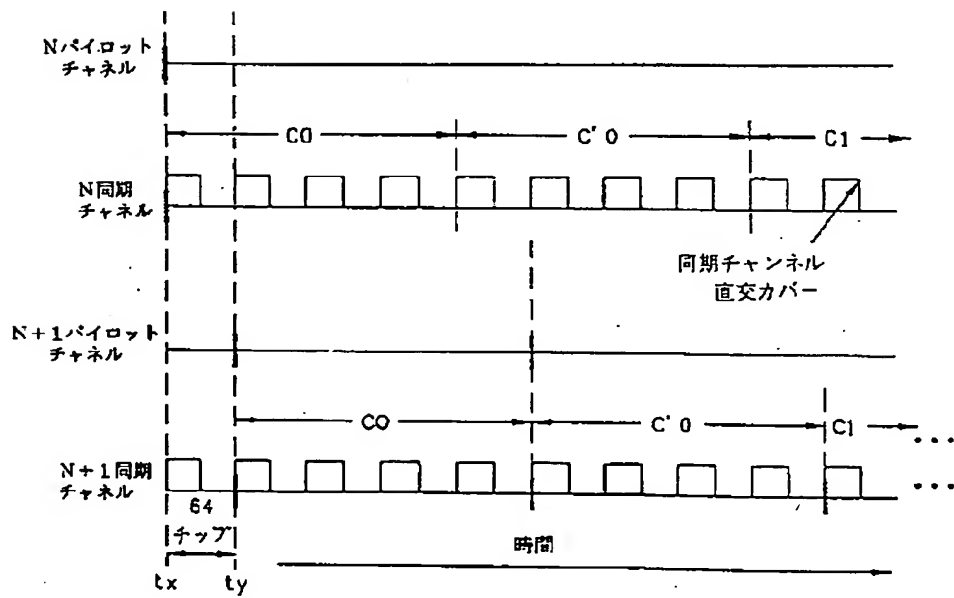 Nパイロット
チャネル
C0 C'0 C1
N同期
チャネル
同期チャンネル
直交カバー
N+1パイロット
チャネル
C0 C'0 C1
N+1同期
チャネル
...
...
64
チップ
時間
tx ty